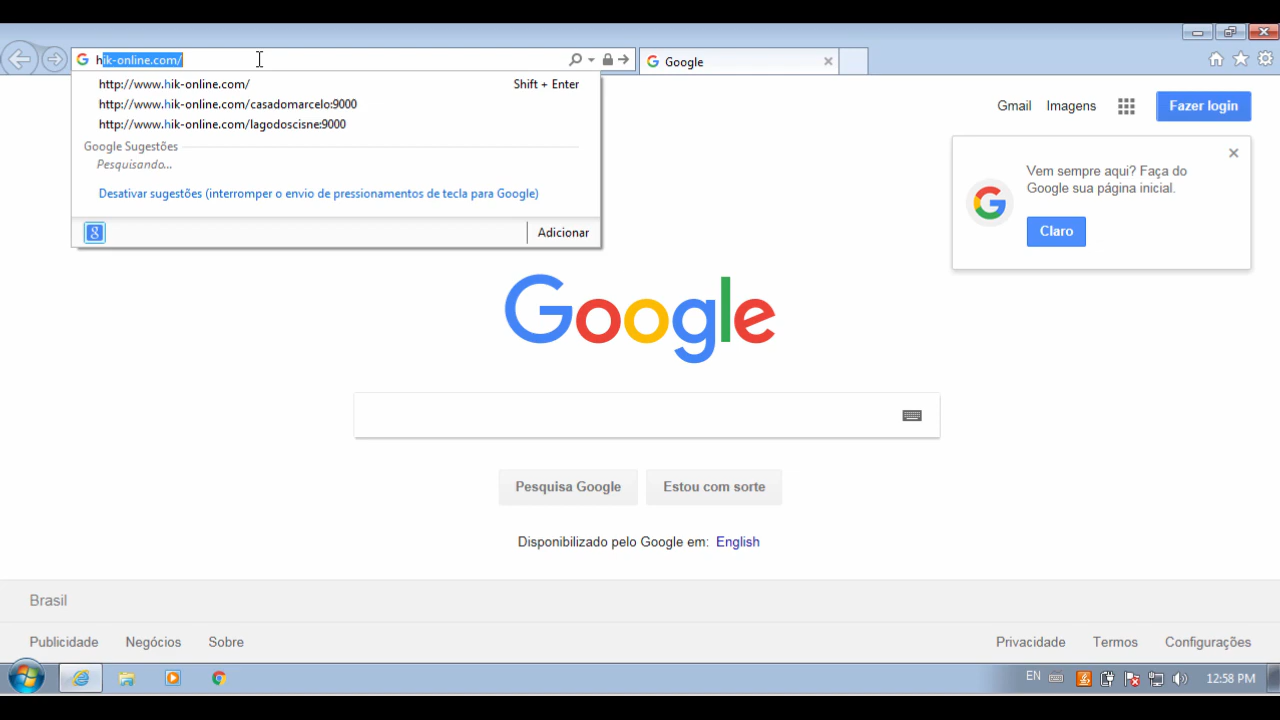 hik-online.com/
Google
http://www.hik-online.com/ Shift + Enter
http://www.hik-online.com/casadomarcelo:9000
http://www.hik-online.com/lagodoscisne:9000
Google Sugestões
Pesquisando...
Desativar sugestões (interromper o envio de pressionamentos de tecla para Google)
Adicionar
Gmail Imagens Fazer login
Vem sempre aqui? Faça do
Google sua página inicial.
Claro
Google
Pesquisa Google Estou com sorte
Disponibilizado pelo Google em: English
Brasil
Publicidade Negócios Sobre Privacidade Termos Configurações
EN 12:58 PM